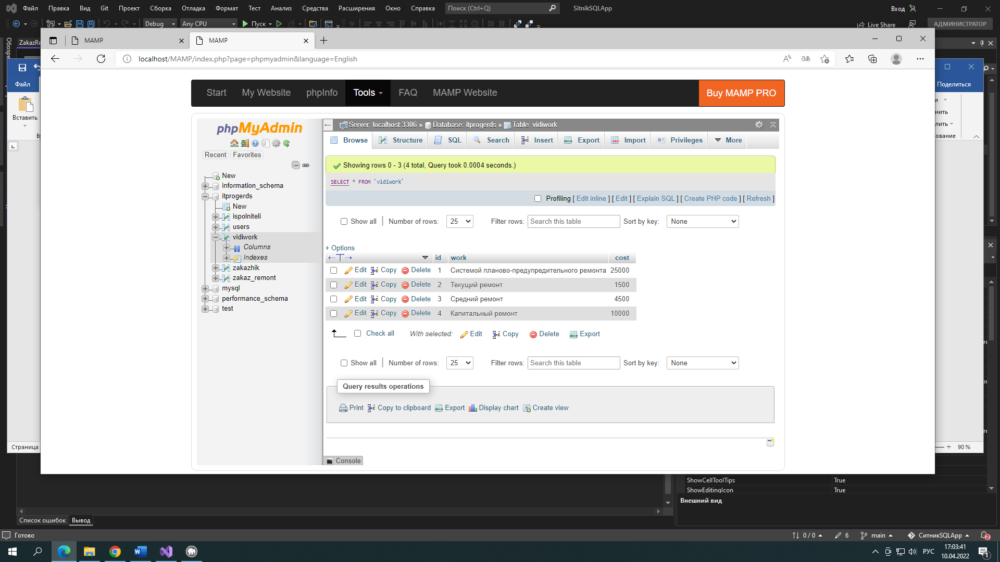 Файл Правка Вид Git Проект Сборка Отладка Формат Тест Анализ Средства Расширения Окно Справка Поиск (Ctrl+Q) SitnikSQLApp Вход
Debug Any CPU Пуск Live Share АДМИНИСТРАТОР
MAMP MAMP
localhost/MAMP/index.php?page=phpmyadmin&language=English
Файл Поделиться
Вставить
Start My Website phpInfo Tools FAQ MAMP Website Buy MAMP PRO
phpMyAdmin
Server: localhost:3306 » Database: itprogerds » Table: vidiwork
Browse Structure SQL Search Insert Export Import Privileges More
Recent Favorites
Showing rows 0 - 3 (4 total, Query took 0.0004 seconds.)
SELECT * FROM `vidiwork`
Profiling [ Edit inline ] [ Edit ] [ Explain SQL ] [ Create PHP code ] [ Refresh ]
New
information_schema
itprogerds
New
ispolniteli
users
vidiwork
Columns
Indexes
zakazhik
zakaz_remont
mysql
performance_schema
test
Show all Number of rows: 25 Filter rows: Search this table Sort by key: None
+ Options
id work cost
Edit Copy Delete 1 Системой планово-предупредительного ремонта 25000
Edit Copy Delete 2 Текущий ремонт 1500
Edit Copy Delete 3 Средний ремонт 4500
Edit Copy Delete 4 Капитальный ремонт 10000
Check all With selected: Edit Copy Delete Export
Show all Number of rows: 25 Filter rows: Search this table Sort by key: None
Query results operations
Print Copy to clipboard Export Display chart Create view
Console
Страница 90 %
ShowCellToolTips True
ShowEditingIcon True
Внешний вид
Список ошибок Вывод
Готово 0 / 0 6 main СитникSQLApp 2
РУС 17:03:41
10.04.2022 1